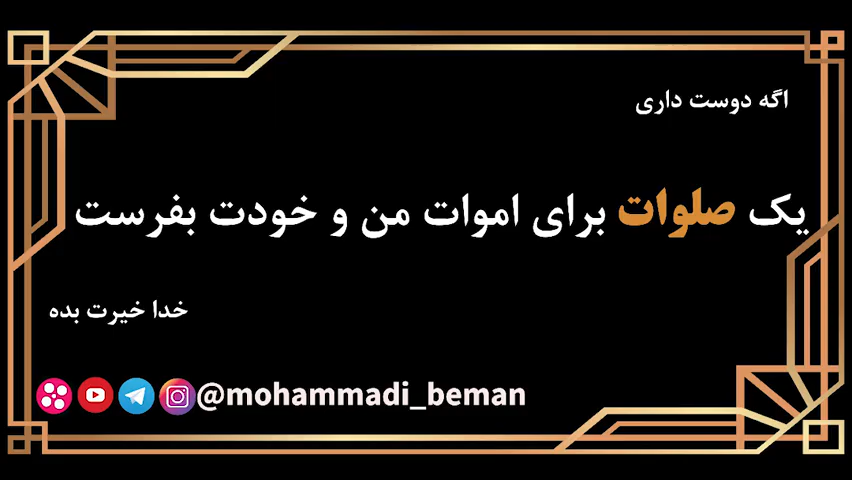 اگه دوست داری
یک صلوات برای اموات من و خودت بفرست
خدا خیرت بده
@mohammadi_beman